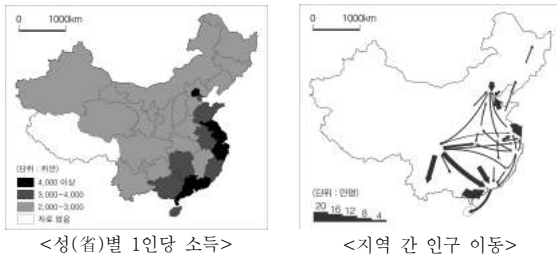 0 1000km
(단위 : 위안)
4,000 이상
3,000~4,000
2,000~3,000
자료 없음
<성(省)별 1인당 소득>
0 1000km
(단위 : 만명)
20 16 12 8 4
<지역 간 인구 이동>